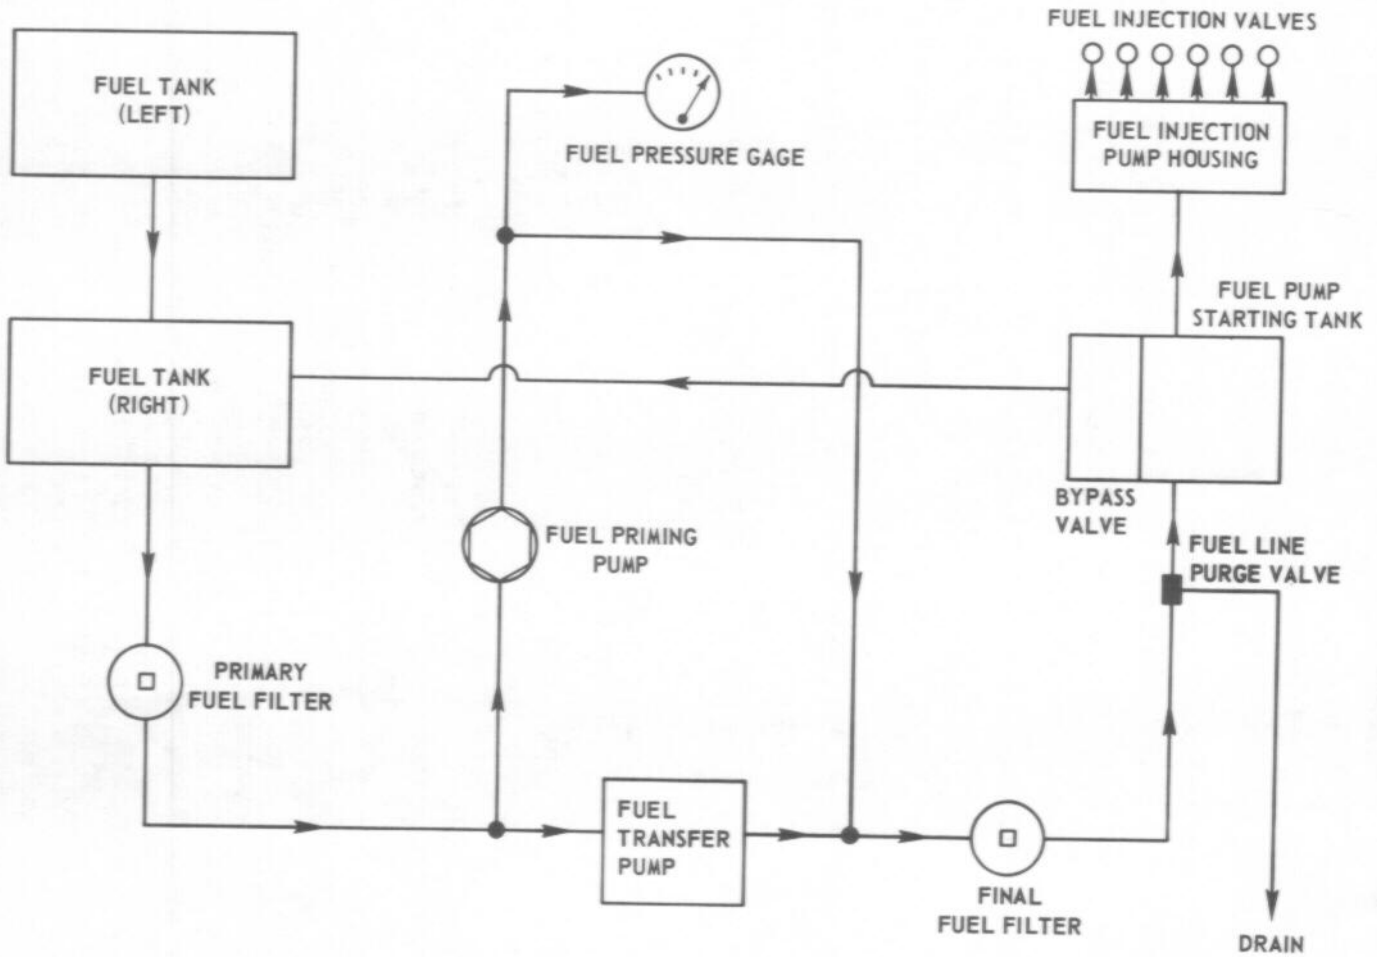 FUEL INJECTION VALVES
FUEL TANK
(LEFT)
FUEL PRESSURE GAGE
FUEL INJECTION
PUMP HOUSING
FUEL PUMP
STARTING TANK
FUEL TANK
(RIGHT)
BYPASS
VALVE
FUEL PRIMING
PUMP
FUEL LINE
PURGE VALVE
PRIMARY
FUEL FILTER
FUEL
TRANSFER
PUMP
FINAL
FUEL FILTER
DRAIN